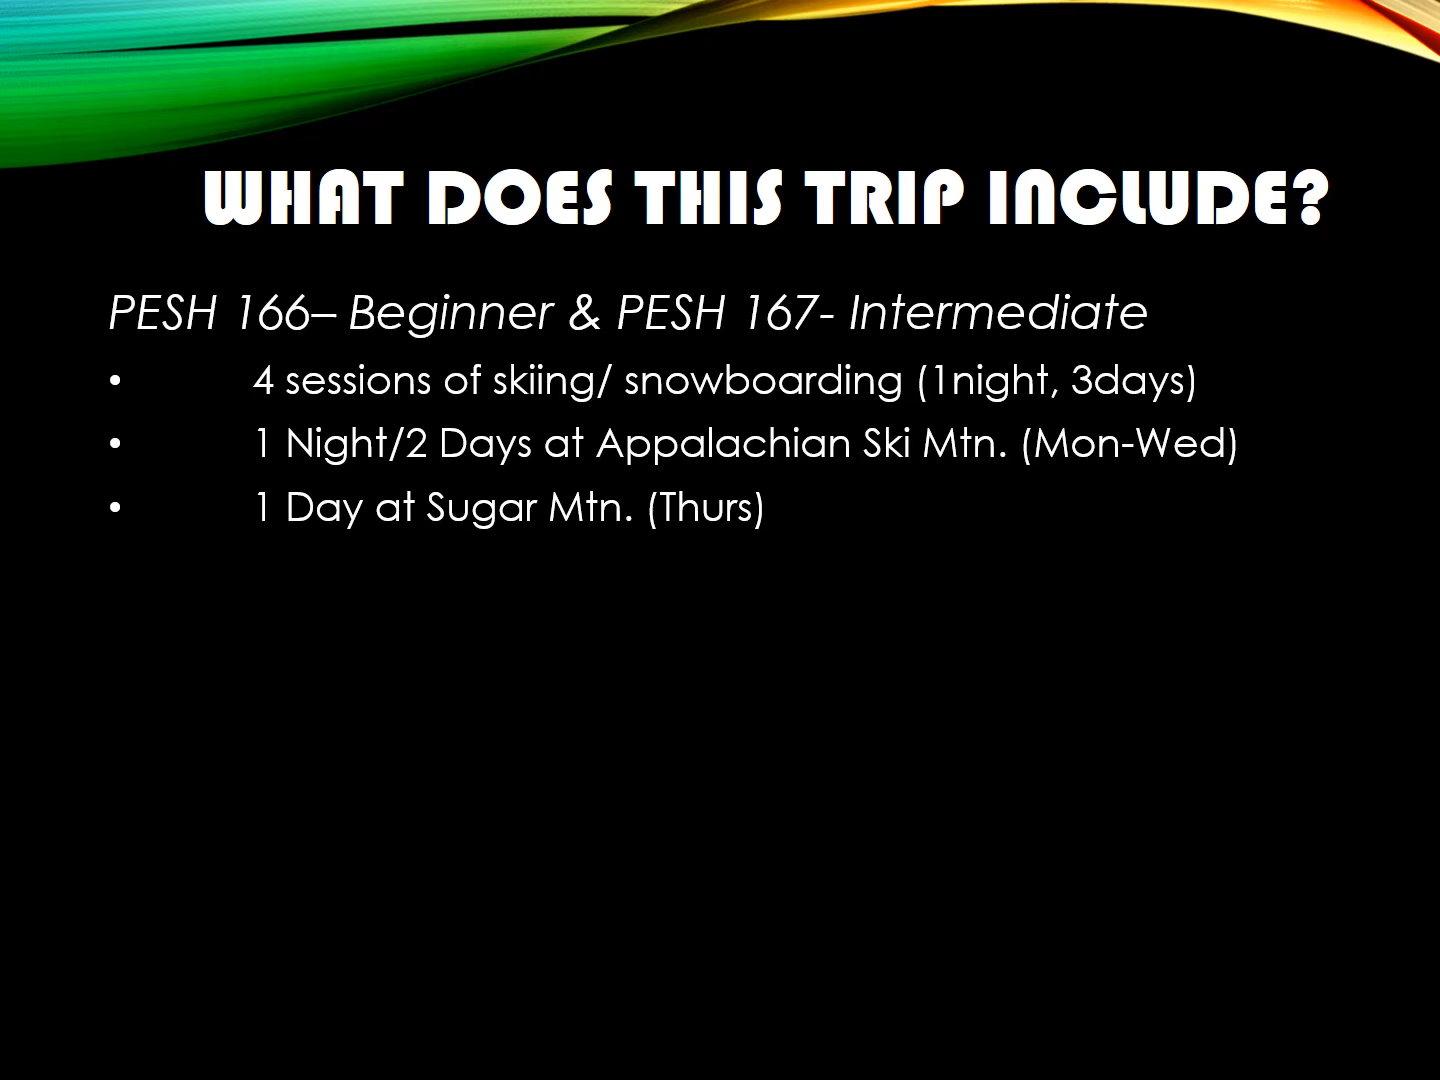 WHAT DOES THIS TRIP INCLUDE?
PESH 166– Beginner & PESH 167- Intermediate
• 4 sessions of skiing/ snowboarding (1night, 3days)
• 1 Night/2 Days at Appalachian Ski Mtn. (Mon-Wed)
• 1 Day at Sugar Mtn. (Thurs)